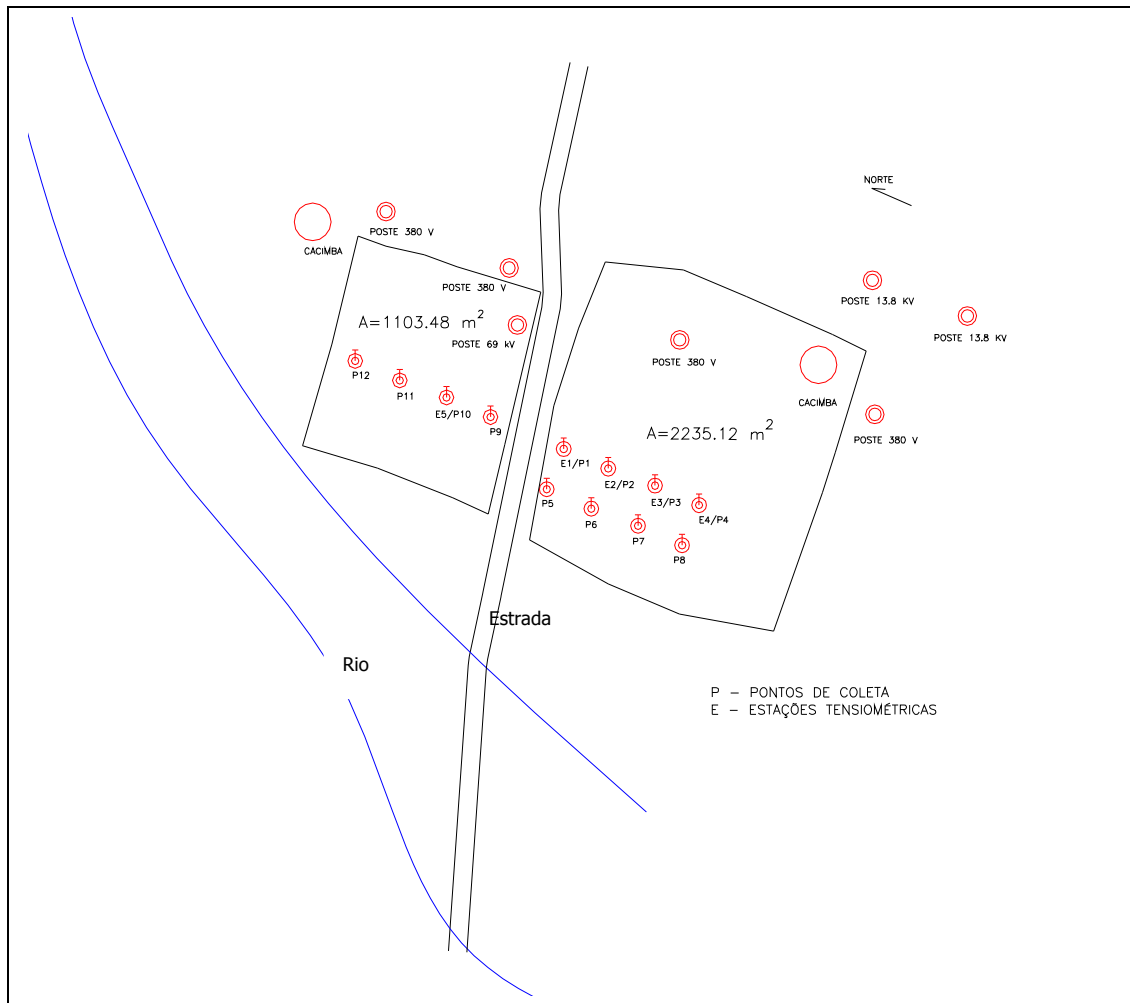 NORTE
POSTE 380 V
CACIMBA
POSTE 380 V
POSTE 13.8 KV
A=1103.48 m²
POSTE 13.8 KV
POSTE 69 kV
POSTE 380 V
P12
P11
CACIMBA
E5/P10
P9
POSTE 380 V
A=2235.12 m²
E1/P1
E2/P2
P5
E3/P3
P6
E4/P4
P7
P8
Estrada
Rio
P - PONTOS DE COLETA
E - ESTAÇÕES TENSIOMÉTRICAS